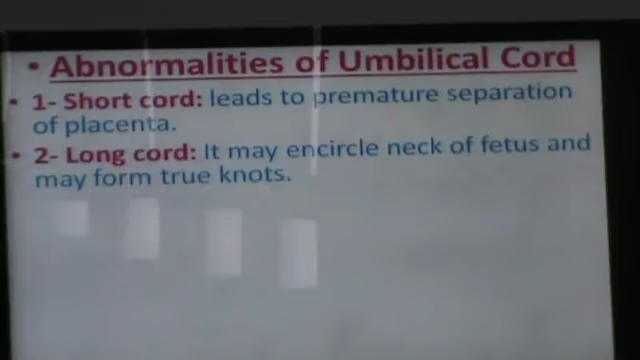 • Abnormalities of Umbilical Cord
• 1- Short cord: leads to premature separation
of placenta.
• 2- Long cord: It may encircle neck of fetus and
may form true knots.